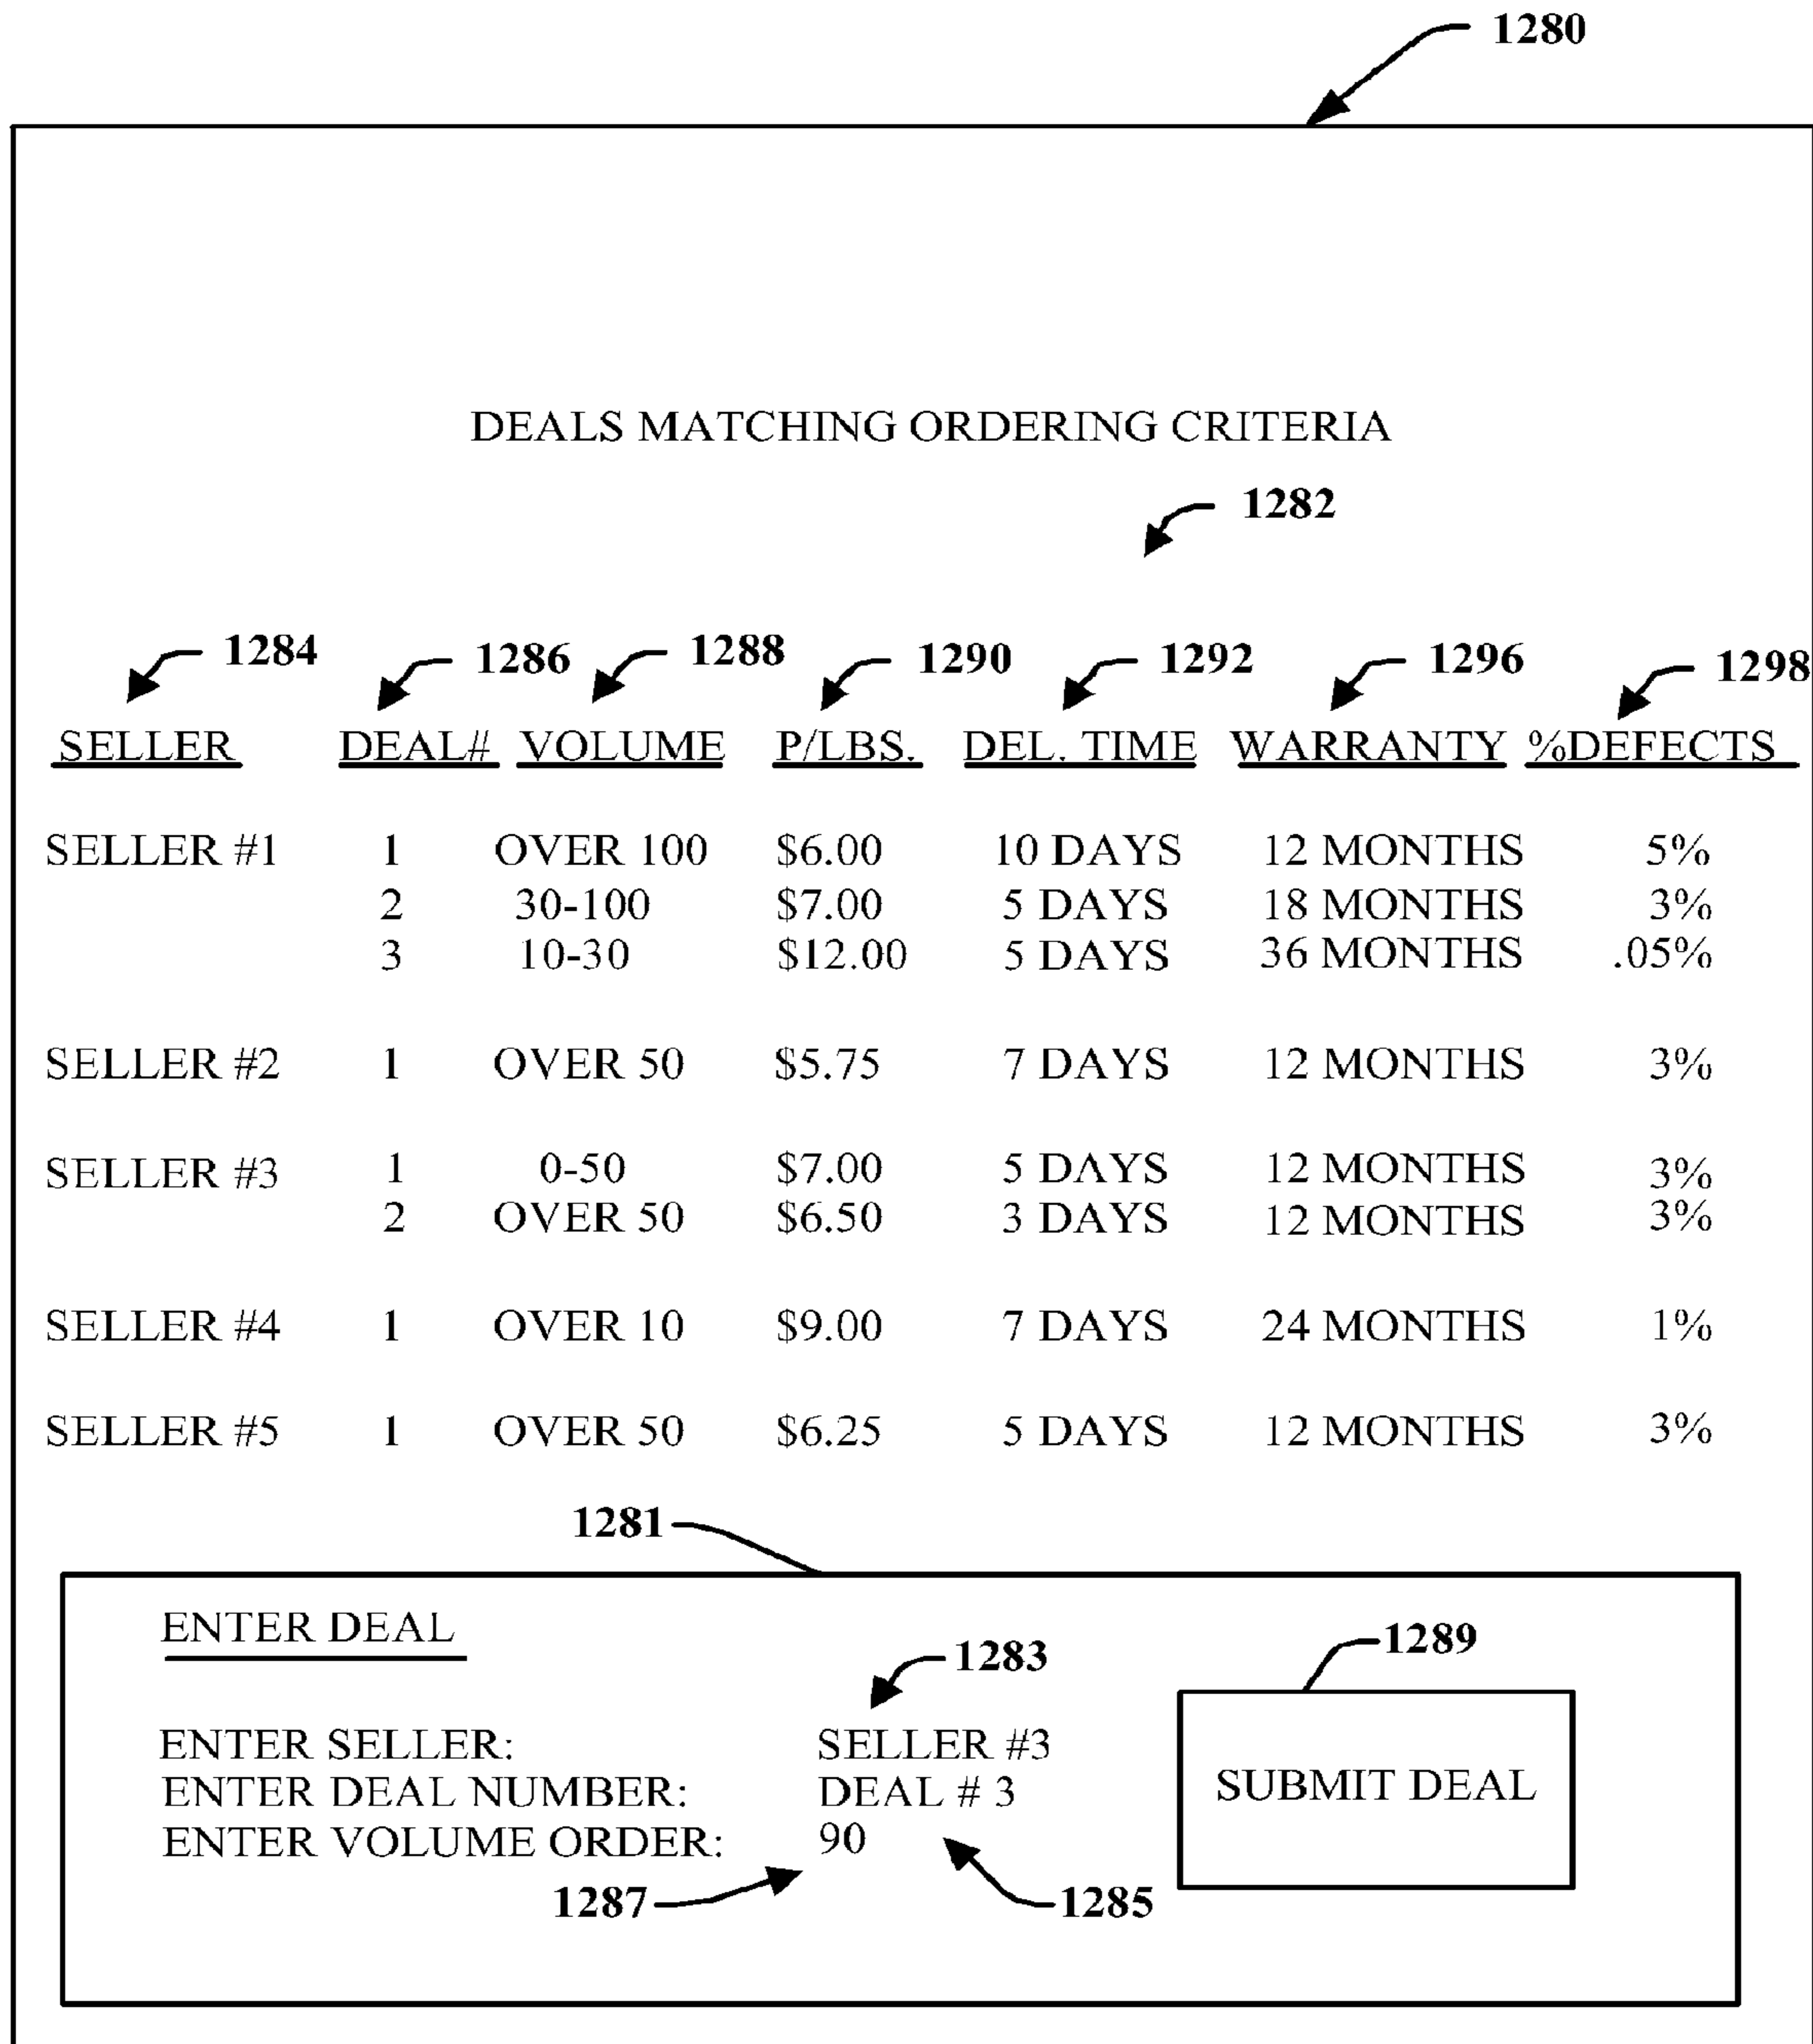 1280
DEALS MATCHING ORDERING CRITERIA
1282
1284 1286 1288 1290 1292 1296 1298
SELLER DEAL# VOLUME P/LBS. DEL. TIME WARRANTY %DEFECTS
SELLER #1 1 OVER 100 $6.00 10 DAYS 12 MONTHS 5%
2 30-100 $7.00 5 DAYS 18 MONTHS 3%
3 10-30 $12.00 5 DAYS 36 MONTHS .05%
SELLER #2 1 OVER 50 $5.75 7 DAYS 12 MONTHS 3%
SELLER #3 1 0-50 $7.00 5 DAYS 12 MONTHS 3%
2 OVER 50 $6.50 3 DAYS 12 MONTHS 3%
SELLER #4 1 OVER 10 $9.00 7 DAYS 24 MONTHS 1%
SELLER #5 1 OVER 50 $6.25 5 DAYS 12 MONTHS 3%
1281
ENTER DEAL
1283 1289
ENTER SELLER: SELLER #3
ENTER DEAL NUMBER: DEAL # 3
SUBMIT DEAL
ENTER VOLUME ORDER: 90
1287 1285